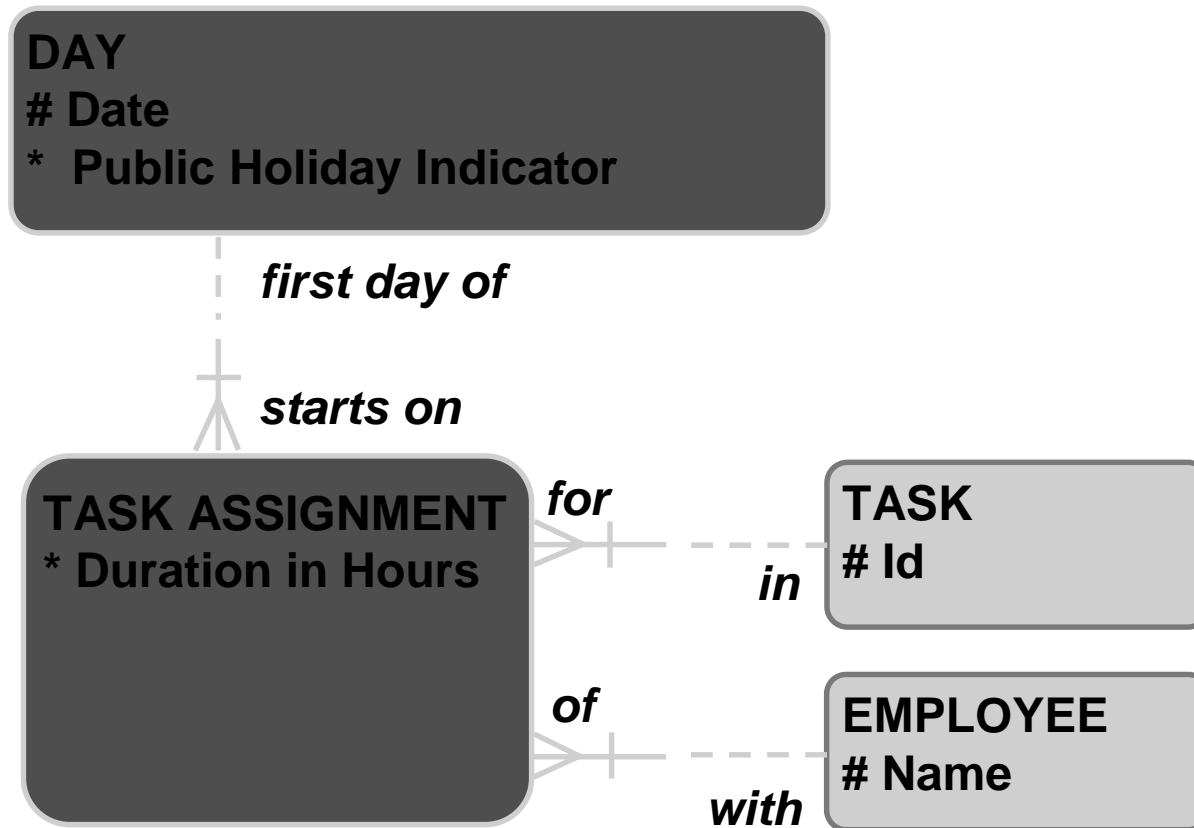 DAY
# Date
* Public Holiday Indicator
first day of
starts on
TASK ASSIGNMENT
* Duration in Hours
for
in
TASK
# Id
of
with
EMPLOYEE
# Name